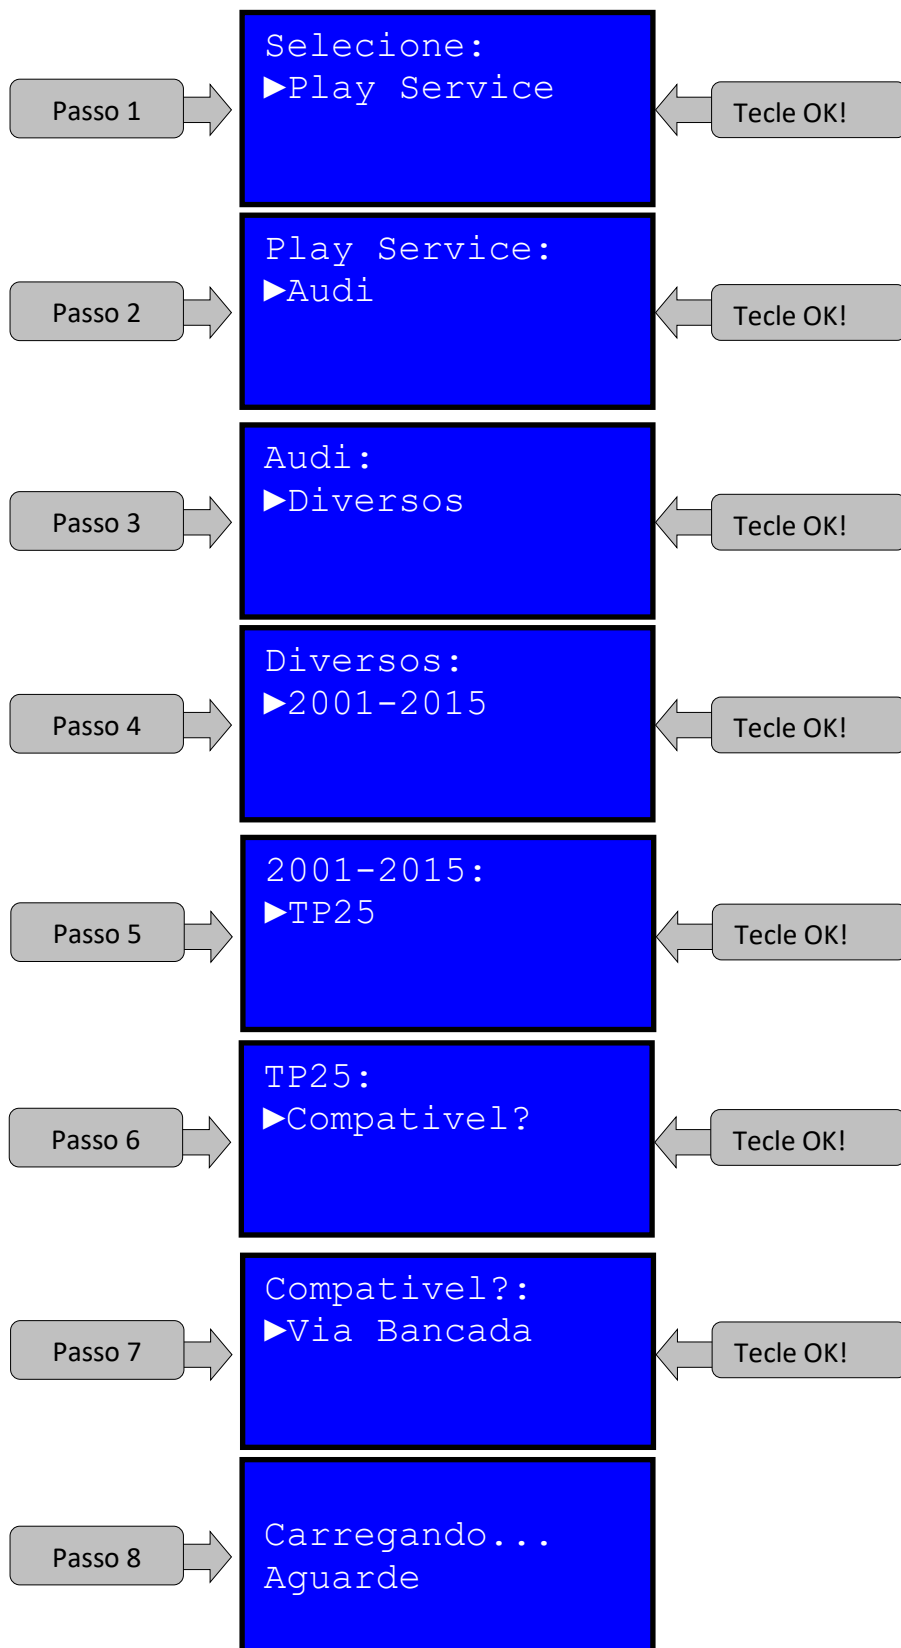 Passo 1
Selecione:
►Play Service
Tecle OK!
Passo 2
Play Service:
►Audi
Tecle OK!
Passo 3
Audi:
►Diversos
Tecle OK!
Passo 4
Diversos:
►2001-2015
Tecle OK!
Passo 5
2001-2015:
►TP25
Tecle OK!
Passo 6
TP25:
►Compativel?
Tecle OK!
Passo 7
Compativel?:
►Via Bancada
Tecle OK!
Passo 8
Carregando...
Aguarde